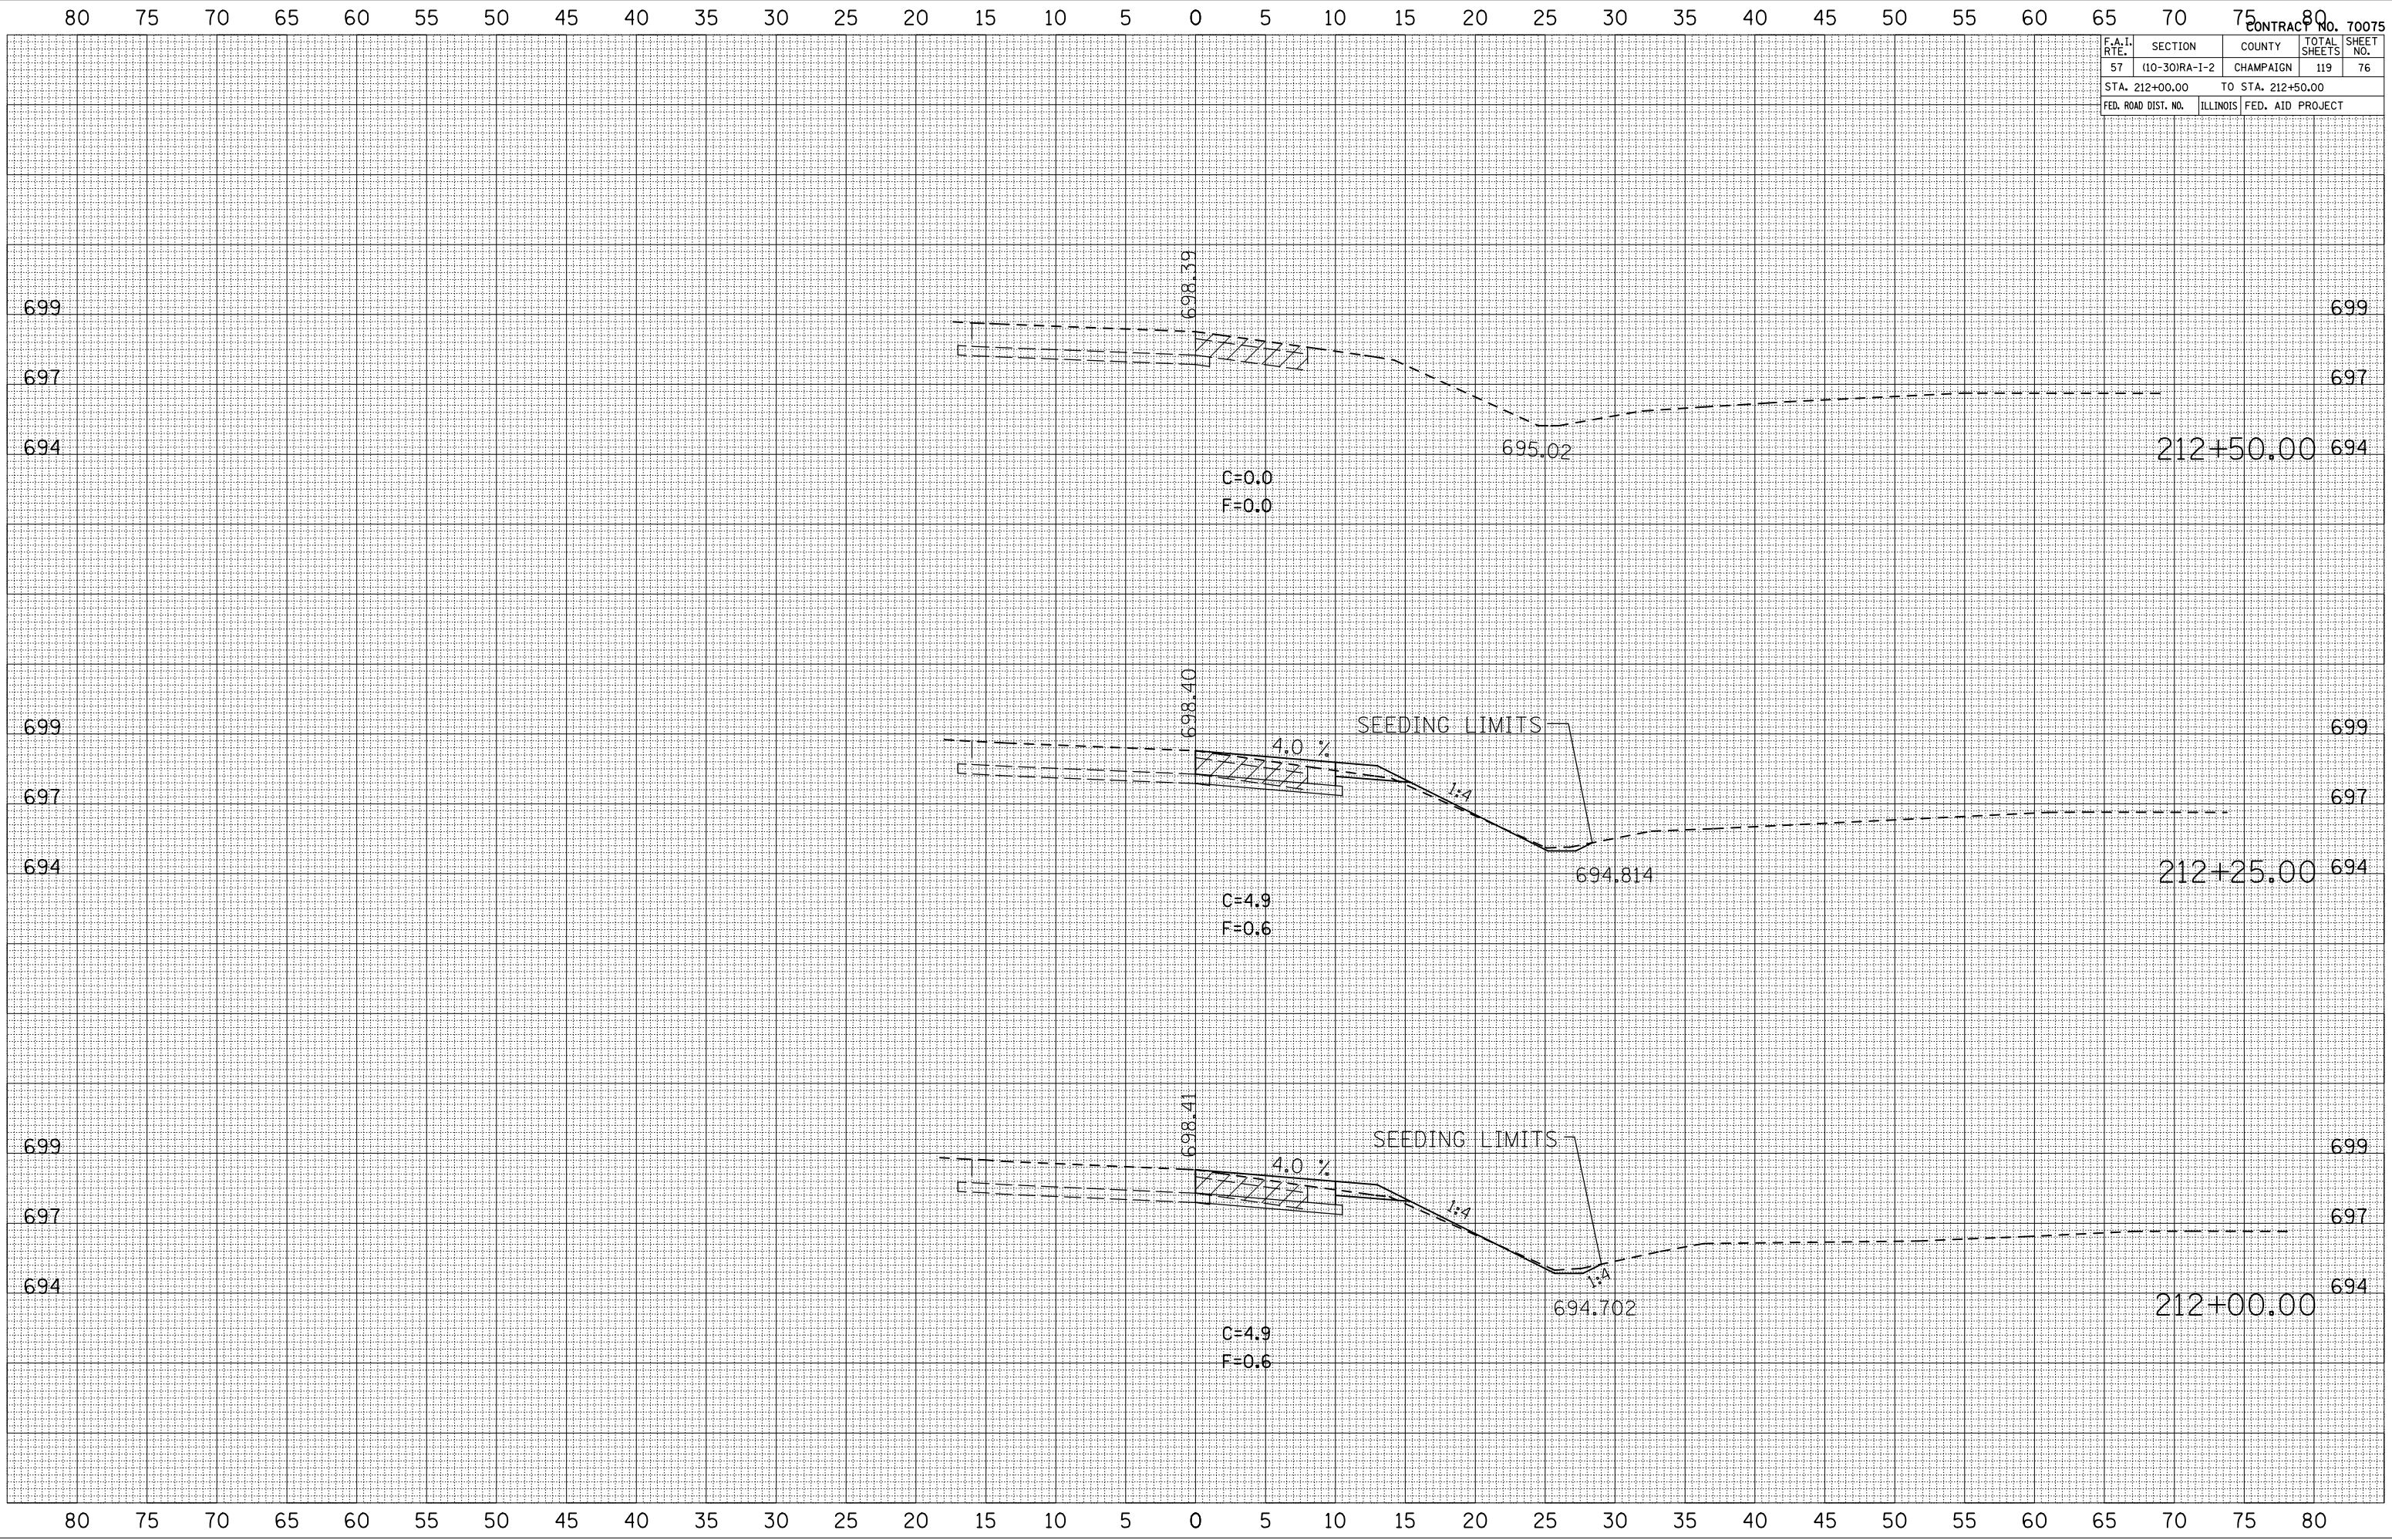 80 75 70 65 60 55 50 45 40 35 30 25 20 15 10 5 0 5 10 15 20 25 30 35 40 45 50 55 60 65 70 75 80
CONTRACT NO. 70075
F.A.I. RTE. SECTION COUNTY TOTAL SHEETS SHEET NO.
57 (10-30)RA-I-2 CHAMPAIGN 119 76
STA. 212+00.00 TO STA. 212+50.00
FED. ROAD DIST. NO. ILLINOIS FED. AID PROJECT
698.39
699 699
697 697
694 695.02 212+50.00 694
C=0.0
F=0.0
698.40
699 SEEDING LIMITS 699
4.0 %
697 1:4 697
694 694.814 212+25.00 694
C=4.9
F=0.6
698.41
699 SEEDING LIMITS 699
4.0 %
697 1:4 697
1:4
694 694
694.702 212+00.00
C=4.9
F=0.6
80 75 70 65 60 55 50 45 40 35 30 25 20 15 10 5 0 5 10 15 20 25 30 35 40 45 50 55 60 65 70 75 80